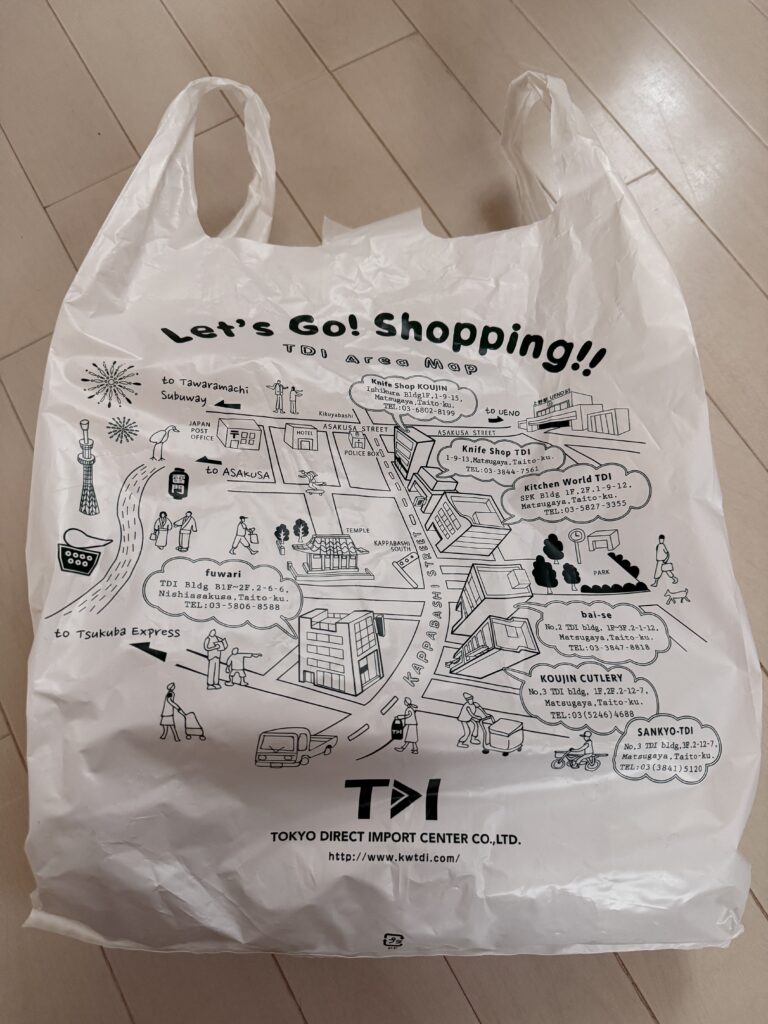 Let's Go! Shopping!!
TDI Area Map
to Tawaramachi
Subuway
Kikuyabashi
Knife Shop KOUJIN
Ishikura Bldg1F,1-9-15,
Matsugaya,Taito-ku.
TEL:03-6802-8199
to UENO
JAPAN
POST
OFFICE
HOTEL
ASAKUSA STREET
POLICE BOX
ASAKUSA STREET
Knife Shop TDI
1-9-13,Matsugaya,Taito-ku.
TEL:03-3844-7561
to ASAKUSA
Kitchen World TDI
SPK Bldg 1F,2F.1-9-12,
Matsugaya,Taito-ku.
TEL:03-5827-3355
TEMPLE
KAPPABASHI
SOUTH
KAPPABASHI STREET
PARK
fuwari
TDI Bldg B1F~2F.2-6-6,
Nishiasakusa,Taito-ku.
TEL:03-5806-8588
bai-se
No.2 TDI bldg, 1F~3F.2-1-12,
Matsugaya,Taito-ku.
TEL:03-3847-8818
to Tsukuba Express
KOUJIN CUTLERY
No.3 TDI bldg, 1F,2F.2-12-7,
Matsugaya,Taito-ku.
TEL:03(5246)4688
SANKYO-TDI
No.3 TDI bldg,3F.2-12-7,
Matsugaya,Taito-ku.
TEL:03(3841)5120
TDI
TDI
TOKYO DIRECT IMPORT CENTER CO.,LTD.
http://www.kwtdi.com/
プラ